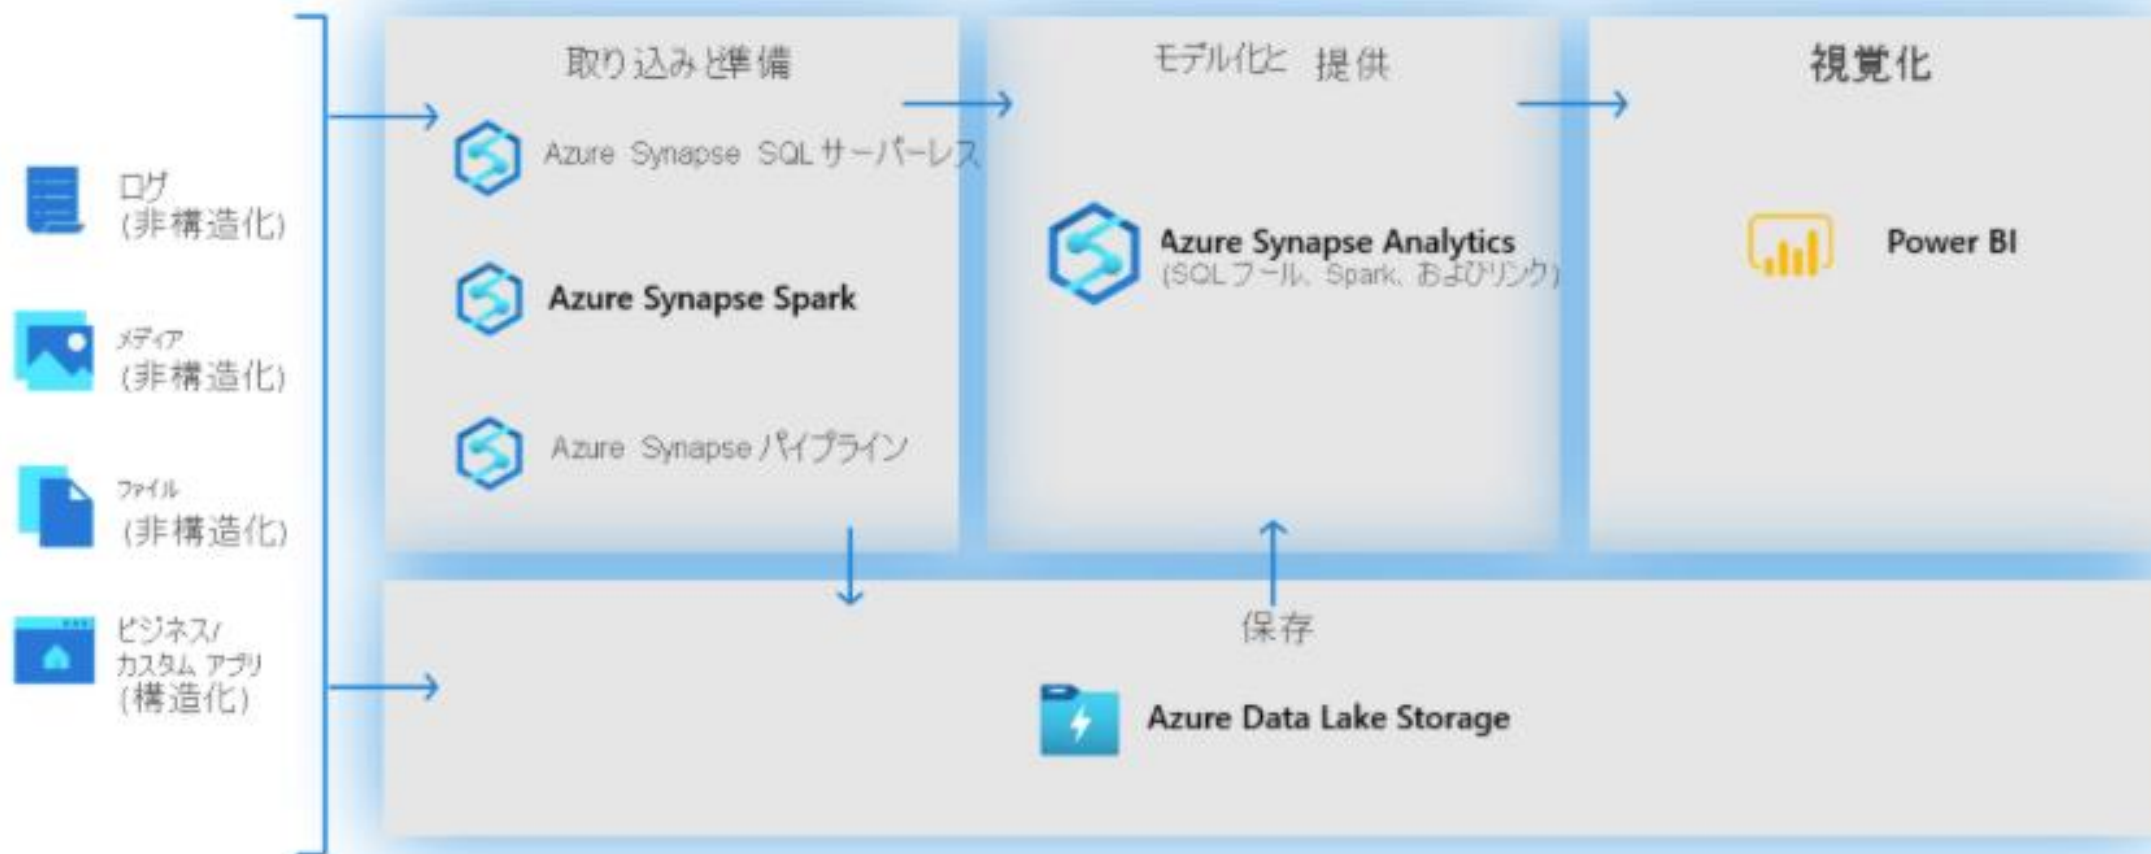 取り込みと準備
モデル化と 提供
視覚化
ログ
(非構造化)
メディア
(非構造化)
ファイル
(非構造化)
ビジネス/
カスタム アプリ
(構造化)
Azure Synapse SQL サーバーレス
Azure Synapse Spark
Azure Synapse パイプライン
Azure Synapse Analytics
(SQL プール、Spark、およびリンク)
Power BI
保存
Azure Data Lake Storage